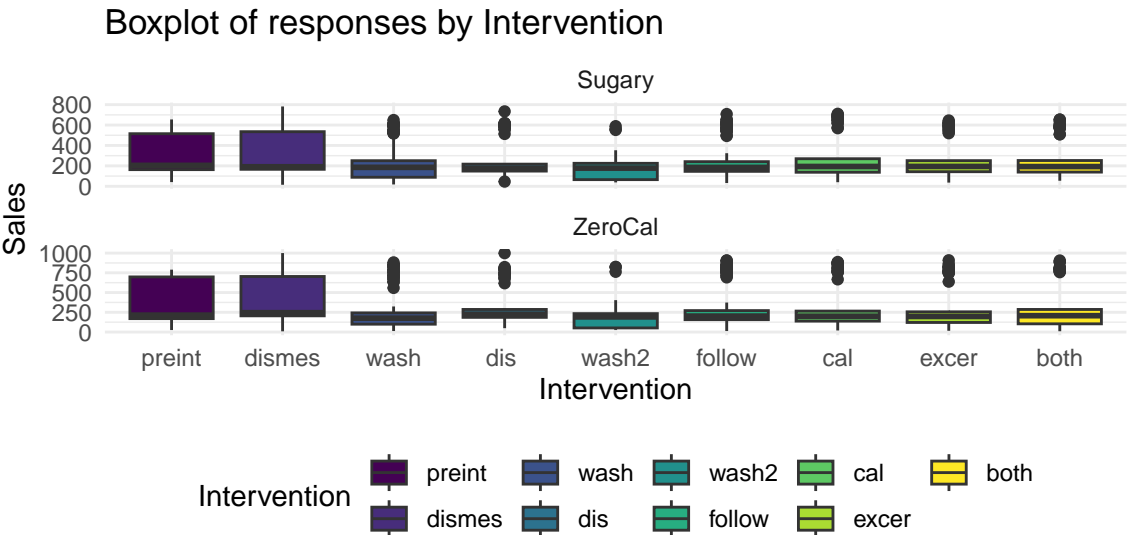 Boxplot of responses by Intervention
Sugary
800
600
400
200
0
Sales
ZeroCal
1000
750
500
250
0
preint dismes wash dis wash2 follow cal excer both
Intervention
Intervention
preint wash wash2 cal both
dismes dis follow excer